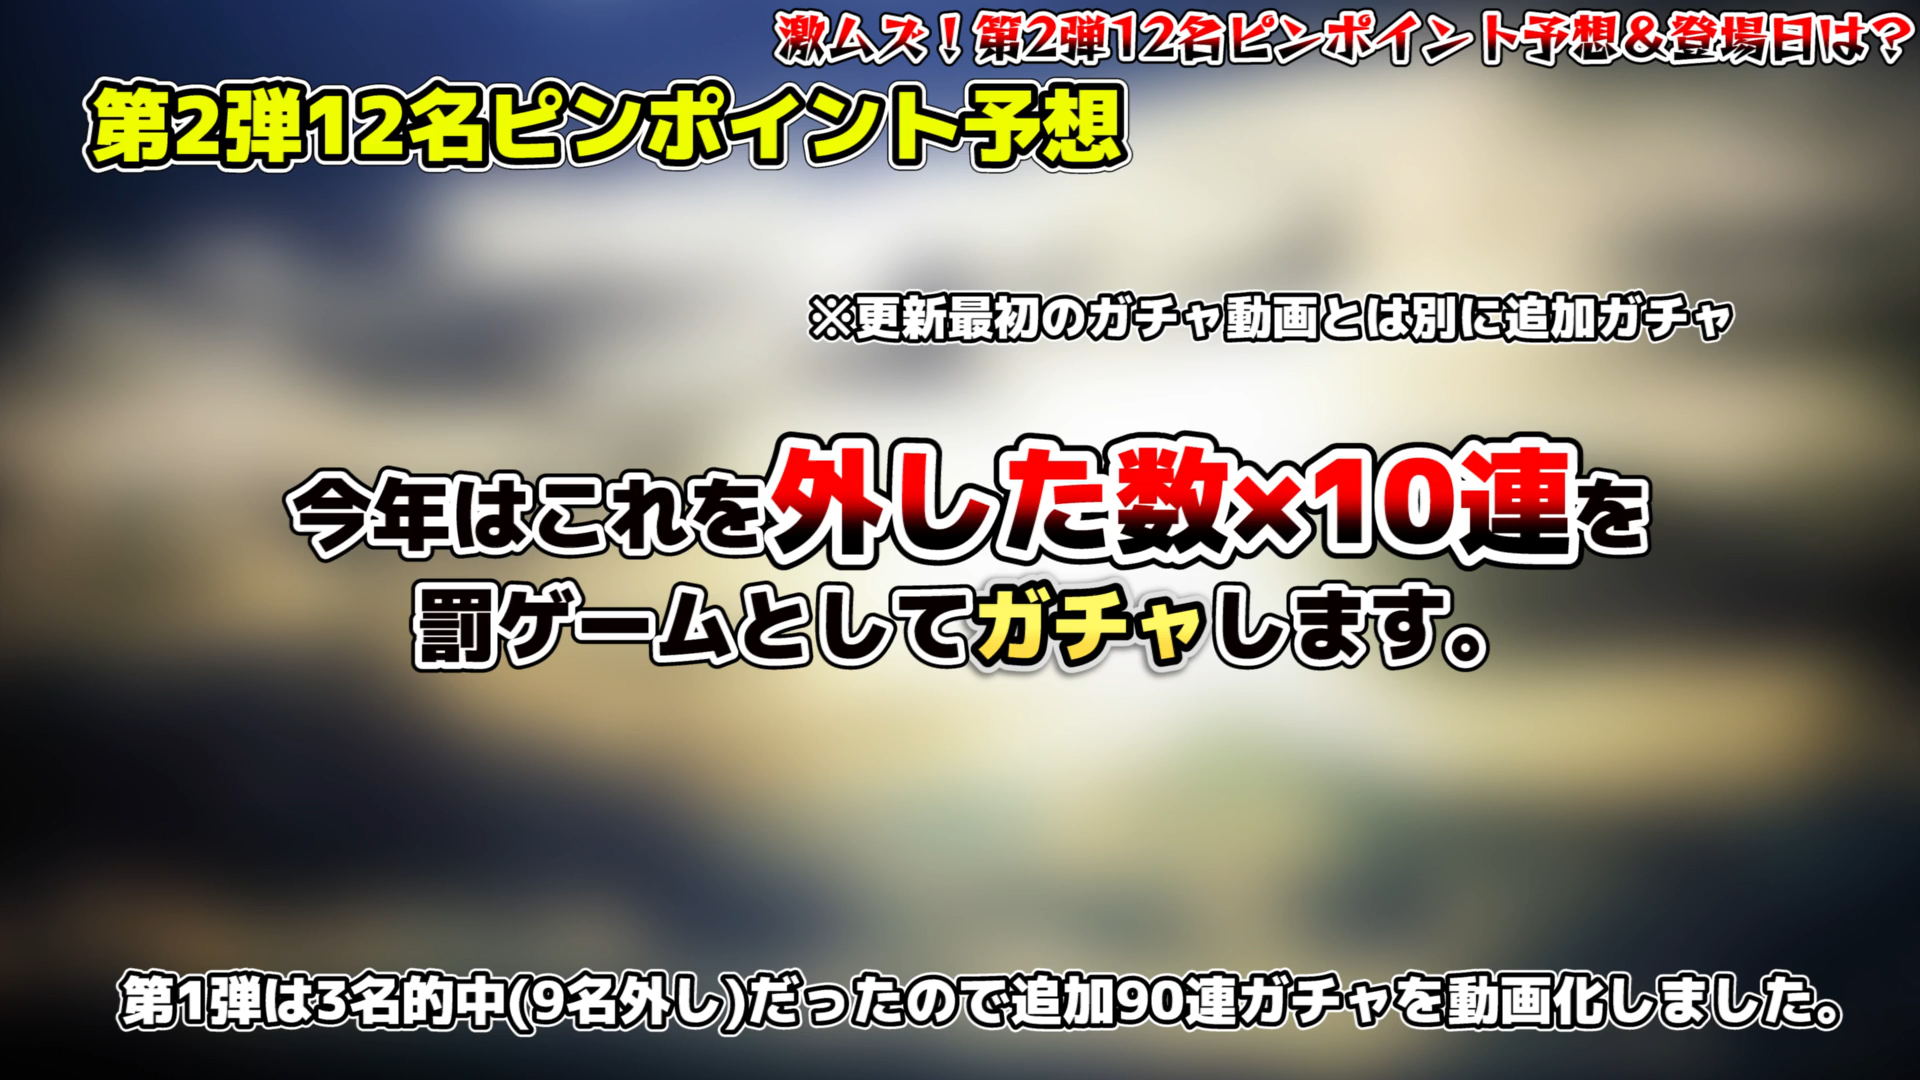 激ムズ！第2弾12名ピンポイント予想&登場日は？
第2弾12名ピンポイント予想
※更新最初のガチャ動画とは別に追加ガチャ
今年はこれを外した数×10連を
罰ゲームとしてガチャします。
第1弾は3名的中(9名外し)だったので追加90連ガチャを動画化しました。